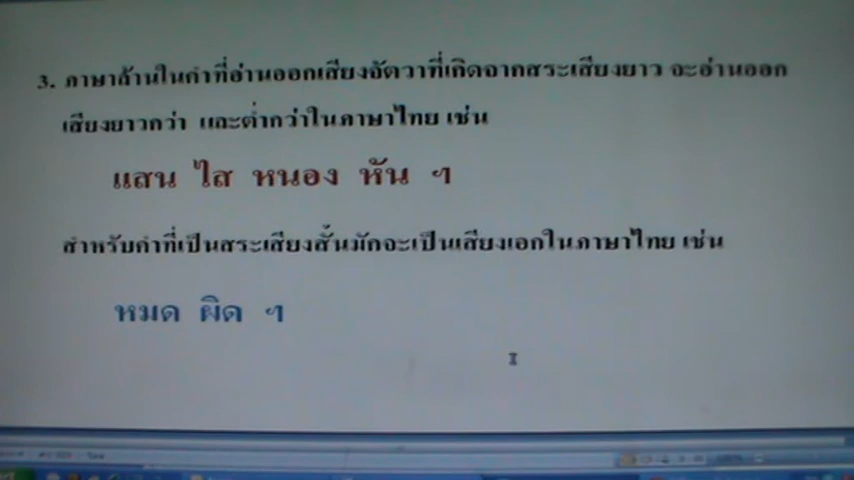 3. ภาษาล้านในคำที่อ่านออกเสียงจัตวาที่เกิดจากสระเสียงยาว จะอ่านออก
เสียงยาวกว่า และต่ำกว่าในภาษาไทย เช่น
แสน ใส หนอง หัน ฯ
สำหรับคำที่เป็นสระเสียงสั้นมักจะเป็นเสียงเอกในภาษาไทย เช่น
หมด ผิด ฯ